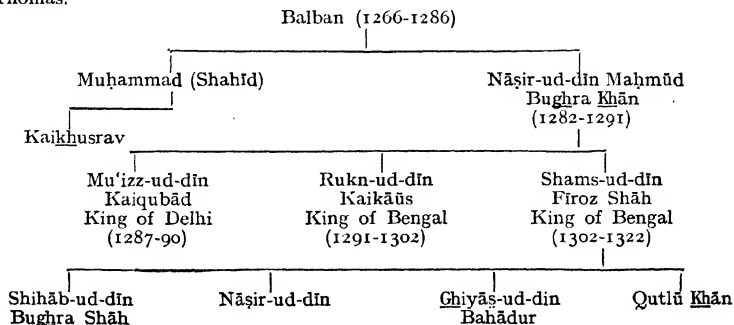 Thomas.
Balban (1266-1286)
Muḥammad (Shahīd)
Nāṣir-ud-dīn Maḥmūd
Bughra Khān
(1282-1291)
Kaikhusrav
Mu‘izz-ud-dīn
Kaiqubād
King of Delhi
(1287-90)
Rukn-ud-dīn
Kaikāūs
King of Bengal
(1291-1302)
Shams-ud-dīn
Fīroz Shāh
King of Bengal
(1302-1322)
Shihāb-ud-dīn
Bughra Shāh
Nāṣir-ud-dīn
Ghiyāṣ-ud-din
Bahādur
Qutlū Khān